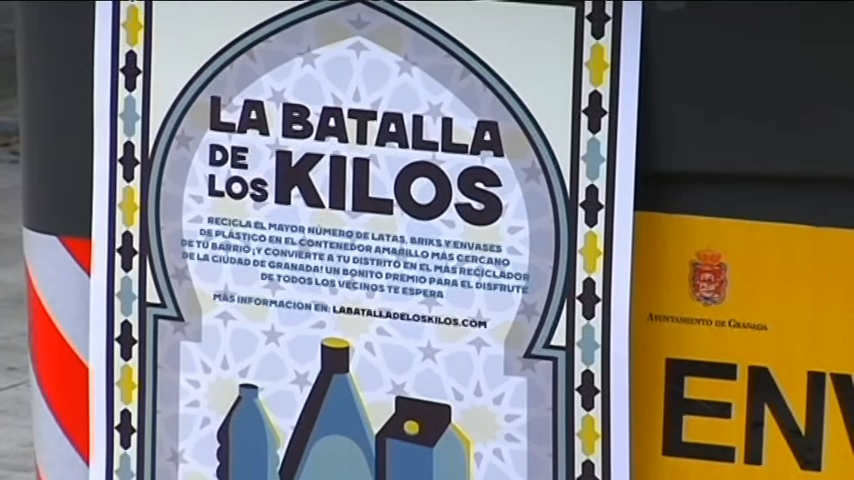 LA BATALLA
DE LOS KILOS
RECICLA EL MAYOR NÚMERO DE LATAS, BRIKS Y ENVASES
DE PLÁSTICO EN EL CONTENEDOR AMARILLO MÁS CERCANO
DE TU BARRIO ¡Y CONVIERTE A TU DISTRITO EN EL MÁS RECICLADOR
DE LA CIUDAD DE GRANADA! UN BONITO PREMIO PARA EL DISFRUTE
DE TODOS LOS VECINOS TE ESPERA
MÁS INFORMACIÓN EN: LABATALLADELOSKILOS.COM
AYUNTAMIENTO DE GRANADA
ENV